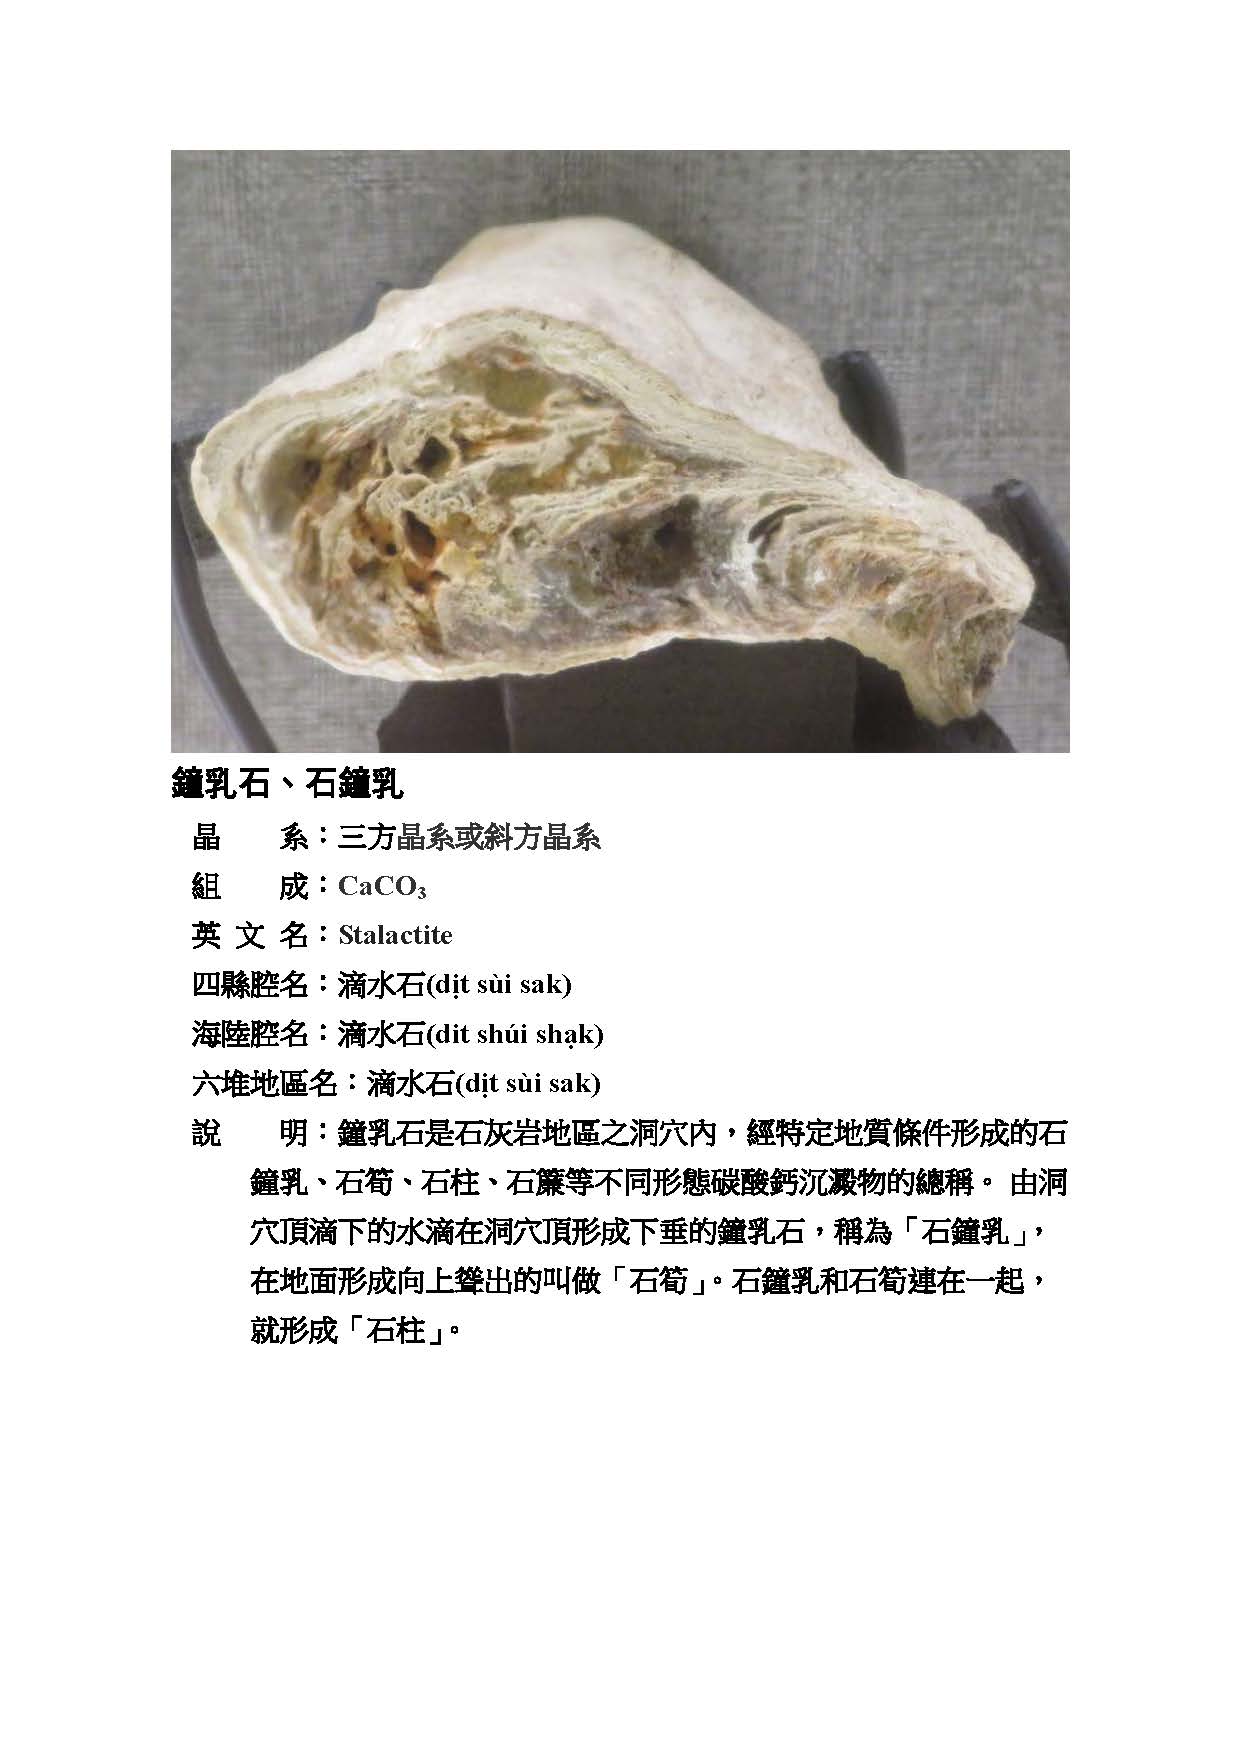 鐘乳石、石鐘乳
晶　　系：三方晶系或斜方晶系
組　　成：CaCO₃
英 文 名：Stalactite
四縣腔名：滴水石(dịt sùi sak)
海陸腔名：滴水石(dit shúi shạk)
六堆地區名：滴水石(dịt sùi sak)
說　　明：鐘乳石是石灰岩地區之洞穴內，經特定地質條件形成的石
鐘乳、石筍、石柱、石簾等不同形態碳酸鈣沉澱物的總稱。 由洞
穴頂滴下的水滴在洞穴頂形成下垂的鐘乳石，稱為「石鐘乳」，
在地面形成向上聳出的叫做「石筍」。石鐘乳和石筍連在一起，
就形成「石柱」。